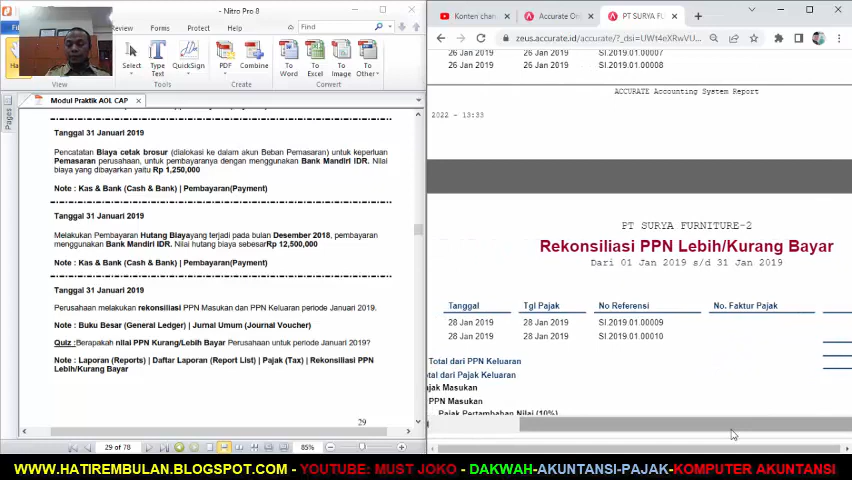 - Nitro Pro 8
Protect
Forms
Share
Help
Find
Select
Type Text
QuickSign
PDF
Combine
To Word
To Excel
To Image
To Other
View
Tools
Create
Convert
Pages
Modul Praktik AOL CAP
Tanggal 31 Januari 2019
Pencatatan Biaya cetak brosur (dialokasi ke dalam akun Beban Pemasaran) untuk keperluan
Pemasaran perusahaan, untuk pembayaranya dengan menggunakan Bank Mandiri IDR. Nilai
biaya yang dibayarkan yaitu Rp 1,250,000
Note : Kas & Bank (Cash & Bank) | Pembayaran(Payment)
Tanggal 31 Januari 2019
Melakukan Pembayaran Hutang Biayayang terjadi pada bulan Desember 2018, pembayaran
menggunakan Bank Mandiri IDR. Nilai hutang biaya sebesarRp 12,500,000
Note : Kas & Bank (Cash & Bank) | Pembayaran(Payment)
Tanggal 31 Januari 2019
Perusahaan melakukan rekonsiliasi PPN Masukan dan PPN Keluaran periode Januari 2019.
Note : Buku Besar (General Ledger) | Jurnal Umum (Journal Voucher)
Quiz : Berapakah nilai PPN Kurang/Lebih Bayar Perusahaan untuk periode Januari 2019?
Note : Laporan (Reports) | Daftar Laporan (Report List) | Pajak (Tax) | Rekonsiliasi PPN
Lebih/Kurang Bayar
29
29 of 78
85%
Konten chan
Accurate On
PT SURYA FU
zeus.accurate.id/accurate/?_dsi=UWt4eXRwVU...
26 Jan 2019 26 Jan 2019 SI.2019.01.00007
26 Jan 2019 26 Jan 2019 SI.2019.01.00008
ACCURATE Accounting System Report
2022 - 13:33
PT SURYA FURNITURE-2
Rekonsiliasi PPN Lebih/Kurang Bayar
Dari 01 Jan 2019 s/d 31 Jan 2019
Tanggal Tgl Pajak No Referensi No. Faktur Pajak
28 Jan 2019 28 Jan 2019 SI.2019.01.00009
28 Jan 2019 28 Jan 2019 SI.2019.01.00010
Total dari PPN Keluaran
otal dari Pajak Keluaran
ajak Masukan
PPN Masukan
Pajak Pertambahan Nilai (10%)
WWW.HATIREMBULAN.BLOGSPOT.COM - YOUTUBE: MUST JOKO - DAKWAH-AKUNTANSI-PAJAK-KOMPUTER AKUNTANSI